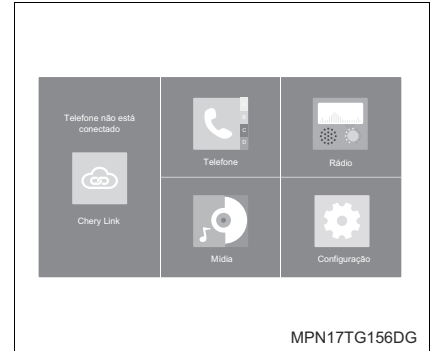 Telefone não está
conectado
Chery Link
A
B
C
D
Telefone
Rádio
Mídia
Configuração
MPN17TG156DG